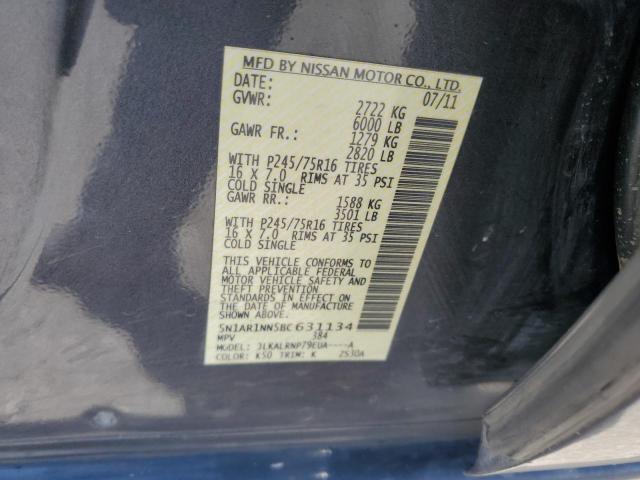 MFD BY NISSAN MOTOR CO., LTD.
DATE: 07/11
GVWR: 2722 KG
6000 LB
GAWR FR.: 1279 KG
2820 LB
WITH P245/75R16 TIRES
16 X 7.0 RIMS AT 35 PSI
COLD SINGLE
GAWR RR.: 1588 KG
3501 LB
WITH P245/75R16 TIRES
16 X 7.0 RIMS AT 35 PSI
COLD SINGLE
THIS VEHICLE CONFORMS TO
ALL APPLICABLE FEDERAL
MOTOR VEHICLE SAFETY AND
THEFT PREVENTION
STANDARDS IN EFFECT ON
THE DATE OF MANUFACTURE
SHOWN ABOVE.
5N1AR1NN5BC631134
MPV 384
MODEL: JLKALRNP79EUA----A
COLOR: K50 TRIM: K 2530A